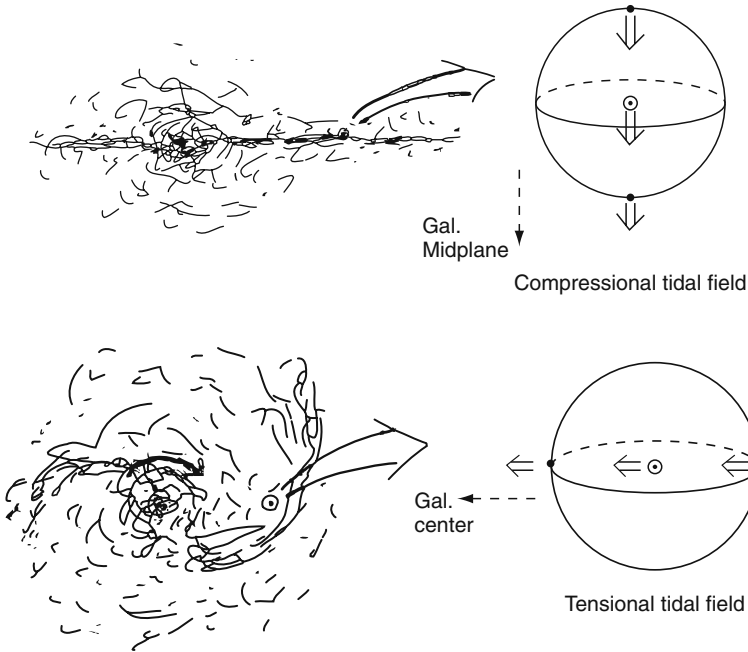 Gal.
Midplane
Compressional tidal field
Gal.
center
Tensional tidal field